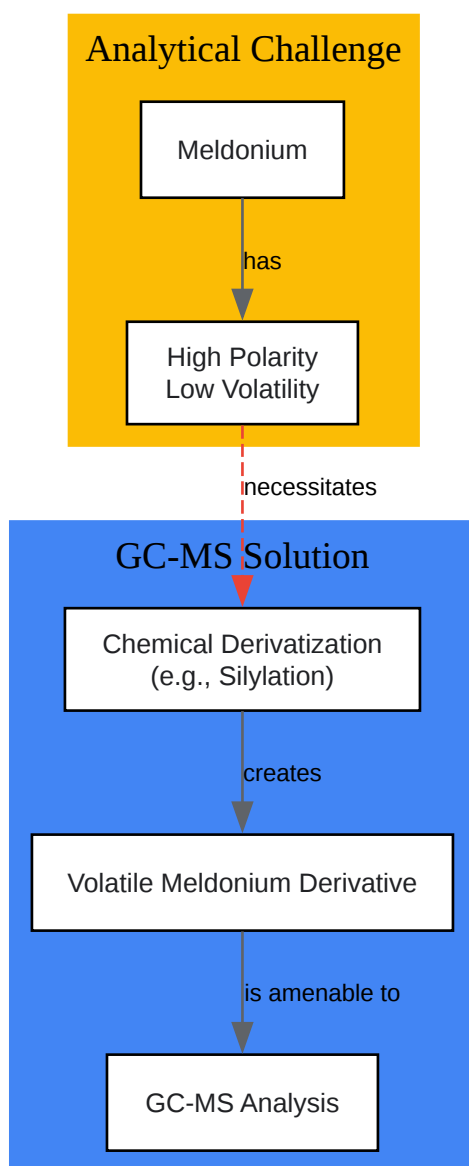 Analytical Challenge
Meldonium
has
High Polarity
Low Volatility
necessitates
GC-MS Solution
Chemical Derivatization
(e.g., Silylation)
creates
Volatile Meldonium Derivative
is amenable to
GC-MS Analysis